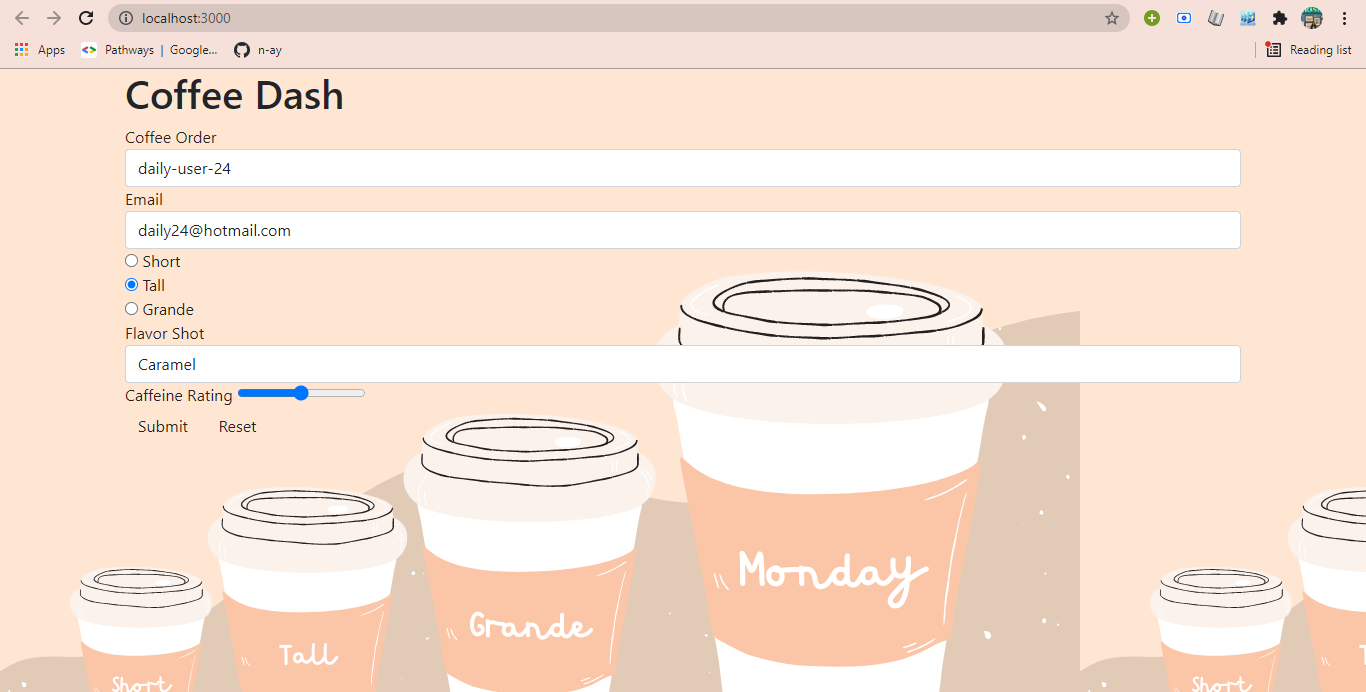 localhost:3000
Apps Pathways | Google... n-ay Reading list
Coffee Dash
Coffee Order
daily-user-24
Email
daily24@hotmail.com
Short
Tall
Grande
Flavor Shot
Caramel
Caffeine Rating
Submit Reset
Monday
Grande
Tall
Short
Short
T